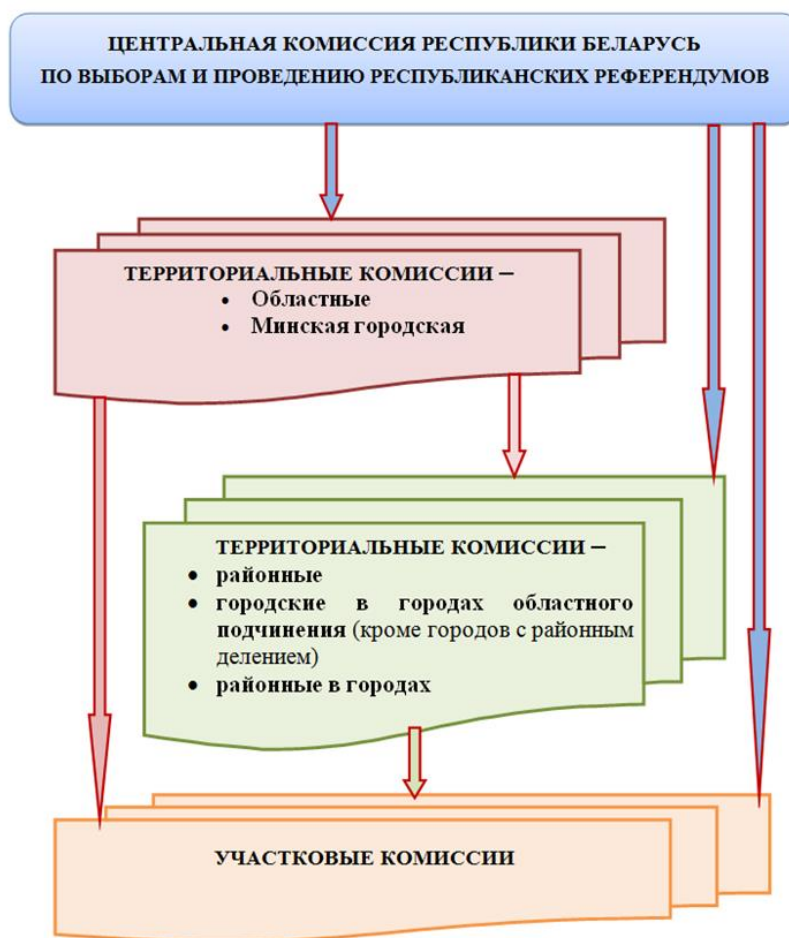 ЦЕНТРАЛЬНАЯ КОМИССИЯ РЕСПУБЛИКИ БЕЛАРУСЬ
ПО ВЫБОРАМ И ПРОВЕДЕНИЮ РЕСПУБЛИКАНСКИХ РЕФЕРЕНДУМОВ
ТЕРРИТОРИАЛЬНЫЕ КОМИССИИ –
• Областные
• Минская городская
ТЕРРИТОРИАЛЬНЫЕ КОМИССИИ –
• районные
• городские в городах областного
подчинения (кроме городов с районным
делением)
• районные в городах
УЧАСТКОВЫЕ КОМИССИИ